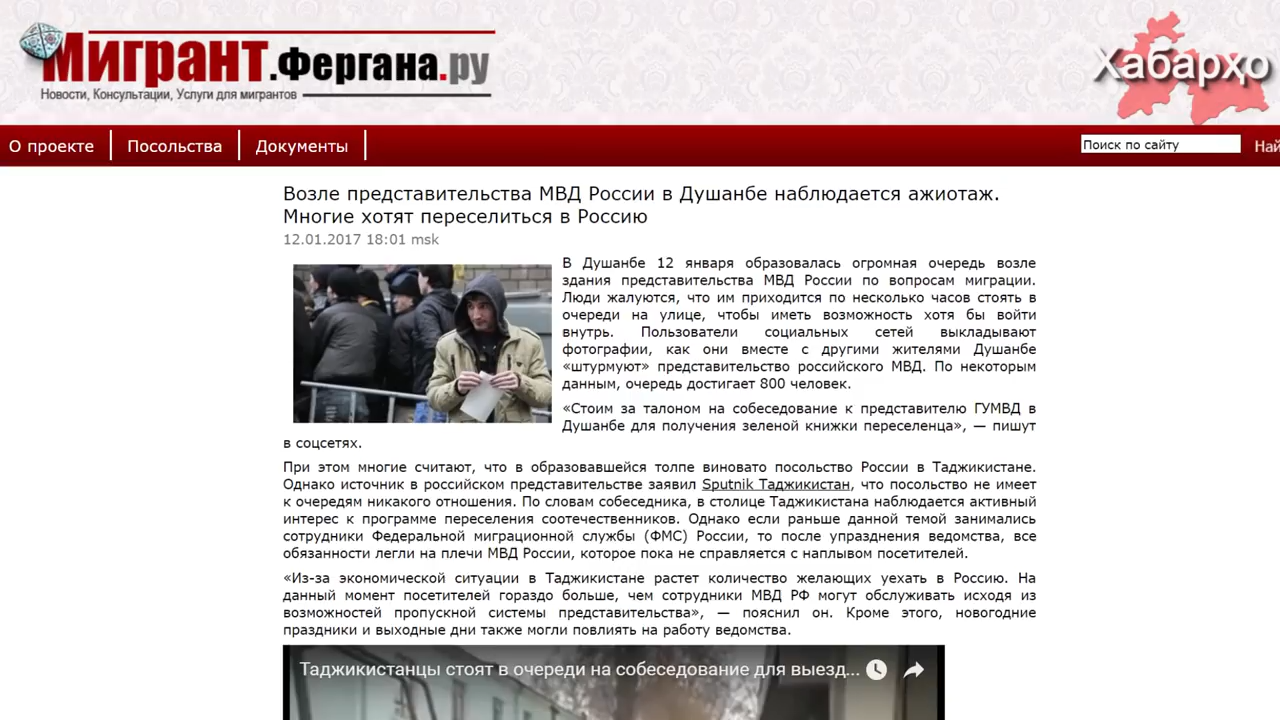 Мигрант.Фергана.ру
Новости, Консультации, Услуги для мигрантов
Хабарҳо
О проекте
Посольства
Документы
Поиск по сайту
Най
Возле представительства МВД России в Душанбе наблюдается ажиотаж.
Многие хотят переселиться в Россию
12.01.2017 18:01 msk
В Душанбе 12 января образовалась огромная очередь возле
здания представительства МВД России по вопросам миграции.
Люди жалуются, что им приходится по несколько часов стоять в
очереди на улице, чтобы иметь возможность хотя бы войти
внутрь. Пользователи социальных сетей выкладывают
фотографии, как они вместе с другими жителями Душанбе
«штурмуют» представительство российского МВД. По некоторым
данным, очередь достигает 800 человек.
«Стоим за талоном на собеседование к представителю ГУМВД в
Душанбе для получения зеленой книжки переселенца», — пишут
в соцсетях.
При этом многие считают, что в образовавшейся толпе виновато посольство России в Таджикистане.
Однако источник в российском представительстве заявил Sputnik Таджикистан, что посольство не имеет
к очередям никакого отношения. По словам собеседника, в столице Таджикистана наблюдается активный
интерес к программе переселения соотечественников. Однако если раньше данной темой занимались
сотрудники Федеральной миграционной службы (ФМС) России, то после упразднения ведомства, все
обязанности легли на плечи МВД России, которое пока не справляется с наплывом посетителей.
«Из-за экономической ситуации в Таджикистане растет количество желающих уехать в Россию. На
данный момент посетителей гораздо больше, чем сотрудники МВД РФ могут обслуживать исходя из
возможностей пропускной системы представительства», — пояснил он. Кроме этого, новогодние
праздники и выходные дни также могли повлиять на работу ведомства.
Таджикистанцы стоят в очереди на собеседование для выезд...